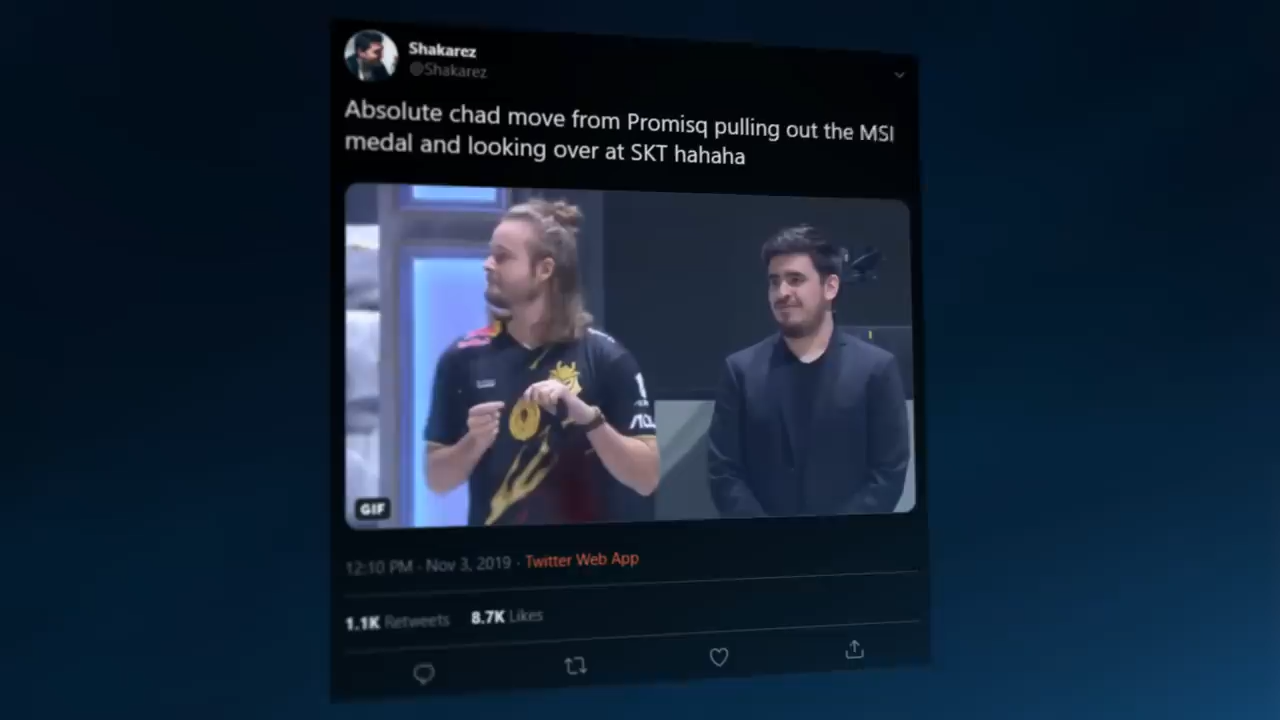 Shakarez
@Shakarez
Absolute chad move from Promisq pulling out the MSI
medal and looking over at SKT hahaha
GIF
12:10 PM · Nov 3, 2019 · Twitter Web App
1.1K Retweets 8.7K Likes